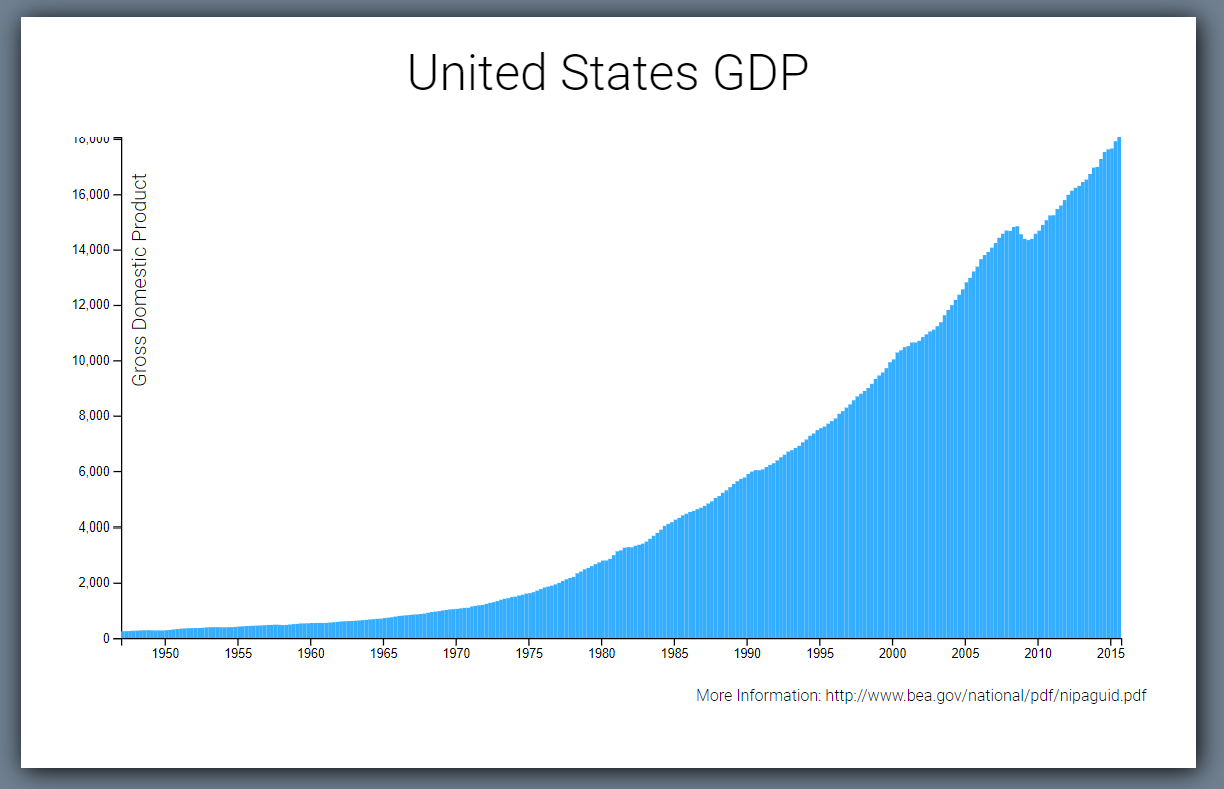 United States GDP
18,000
16,000
14,000
12,000
10,000
8,000
6,000
4,000
2,000
0
Gross Domestic Product
1950 1955 1960 1965 1970 1975 1980 1985 1990 1995 2000 2005 2010 2015
More Information: http://www.bea.gov/national/pdf/nipaguid.pdf